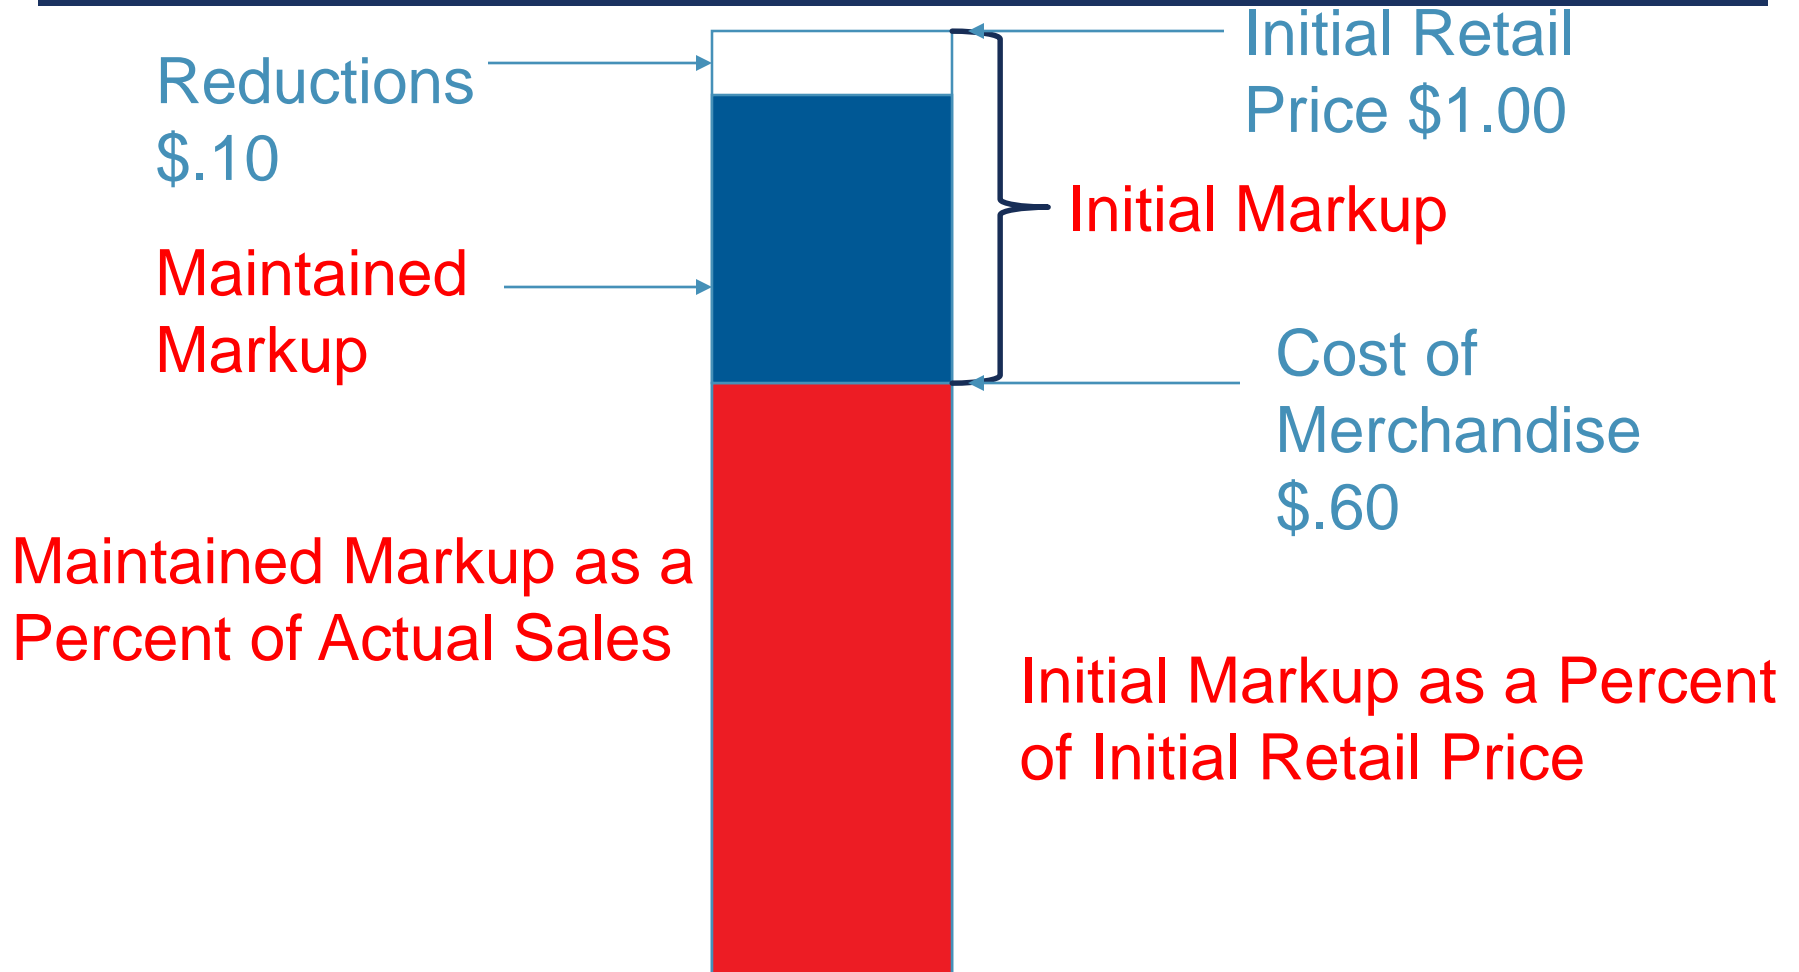 Reductions
$.10
Initial Retail
Price $1.00
Initial Markup
Maintained
Markup
Cost of
Merchandise
$.60
Maintained Markup as a
Percent of Actual Sales
Initial Markup as a Percent
of Initial Retail Price